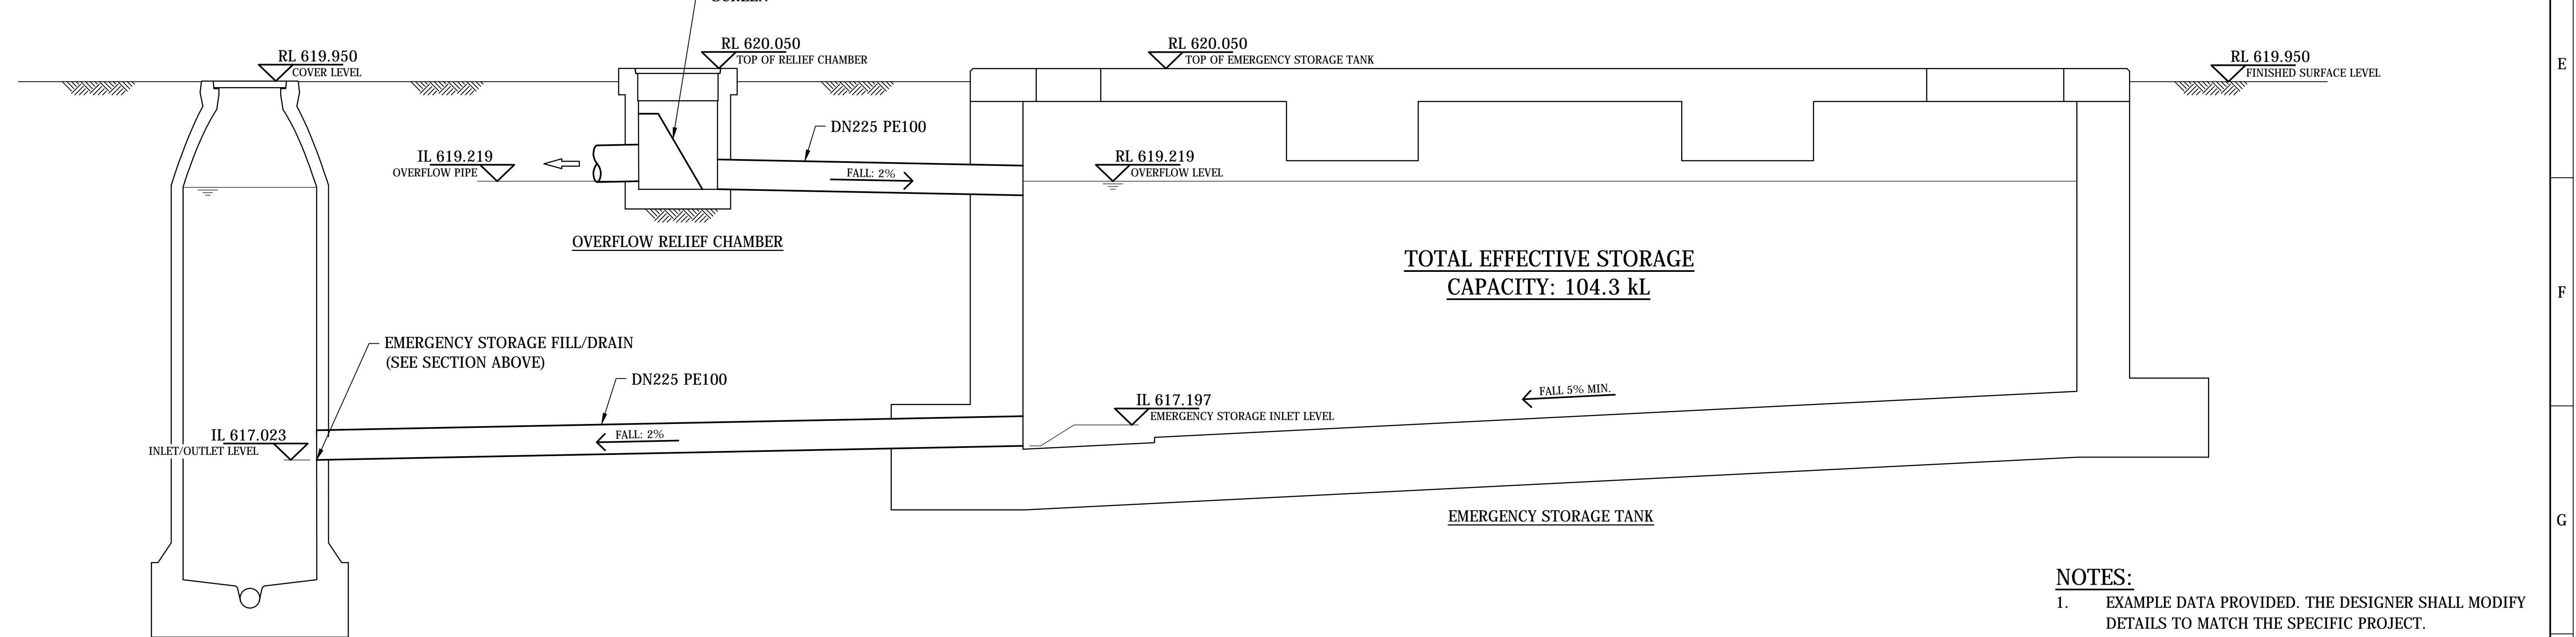 SCREEN
RL 619.950
COVER LEVEL
RL 620.050
TOP OF RELIEF CHAMBER
RL 620.050
TOP OF EMERGENCY STORAGE TANK
RL 619.950
FINISHED SURFACE LEVEL
E
DN225 PE100
IL 619.219
OVERFLOW PIPE
FALL: 2%
RL 619.219
OVERFLOW LEVEL
OVERFLOW RELIEF CHAMBER
TOTAL EFFECTIVE STORAGE
CAPACITY: 104.3 kL
F
EMERGENCY STORAGE FILL/DRAIN
(SEE SECTION ABOVE)
DN225 PE100
IL 617.197
EMERGENCY STORAGE INLET LEVEL
FALL 5% MIN.
IL 617.023
INLET/OUTLET LEVEL
FALL: 2%
EMERGENCY STORAGE TANK
G
NOTES:
1. EXAMPLE DATA PROVIDED. THE DESIGNER SHALL MODIFY
DETAILS TO MATCH THE SPECIFIC PROJECT.